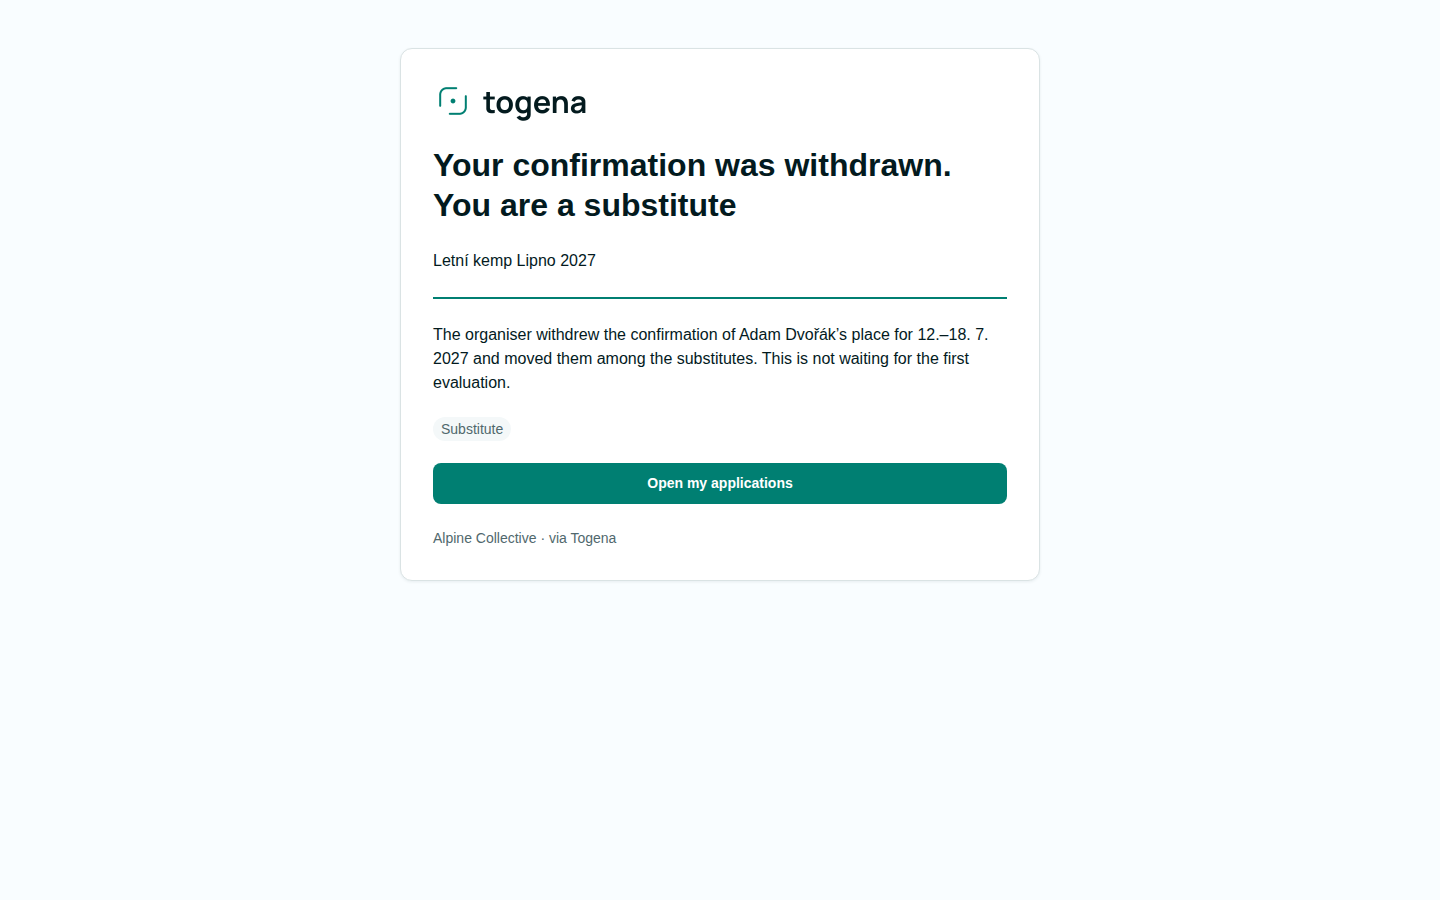 togena
Your confirmation was withdrawn.
You are a substitute
Letní kemp Lipno 2027
The organiser withdrew the confirmation of Adam Dvořák’s place for 12.–18. 7.
2027 and moved them among the substitutes. This is not waiting for the first
evaluation.
Substitute
Open my applications
Alpine Collective · via Togena